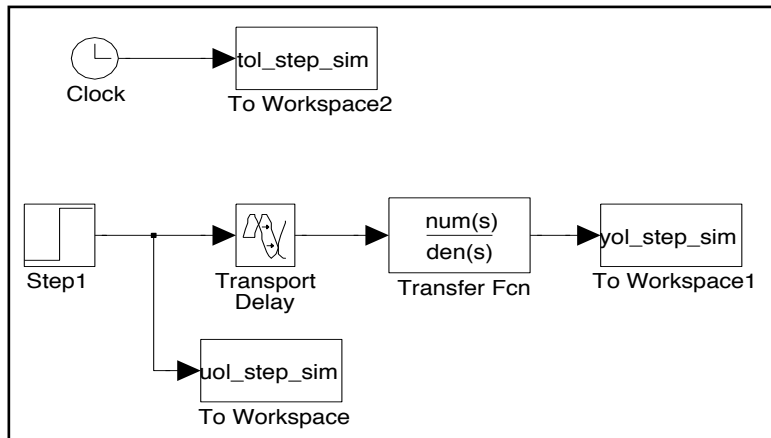 tol_step_sim
Clock
To Workspace2
num(s)
den(s)
yol_step_sim
Step1
Transport
Delay
Transfer Fcn
To Workspace1
uol_step_sim
To Workspace